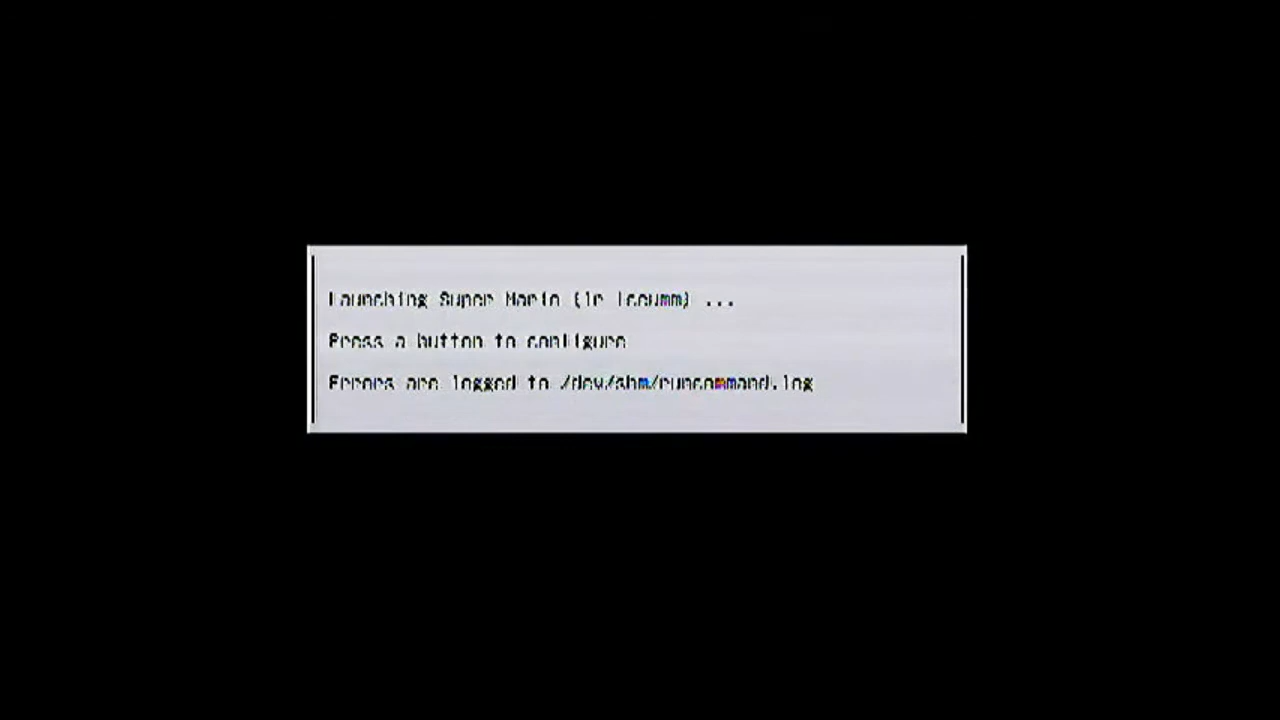 Launching Super Mario (lr-fceumm) ...
Press a button to configure
Errors are logged to /dev/shm/runcommand.log